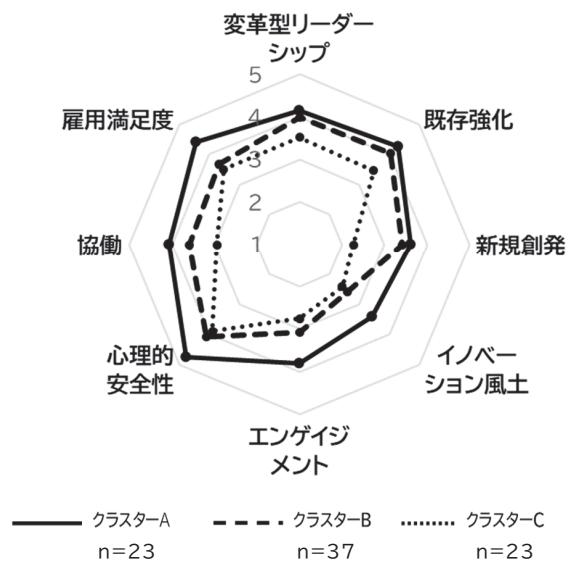 変革型リーダー
シップ
5
雇用満足度
4
既存強化
3
2
協働
1
新規創発
心理的
安全性
イノベー
ション風土
エンゲイジ
メント
クラスターA
クラスターB
クラスターC
n=23
n=37
n=23